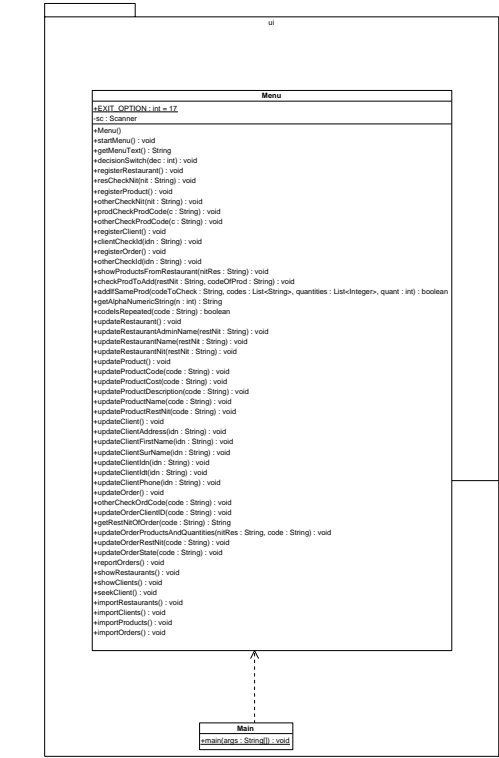 ui
Menu
+EXIT_OPTION : int = 17
-sc : Scanner
+Menu()
+startMenu() : void
+getMenuText() : String
+decisionSwitch(dec : int) : void
+registerRestaurant() : void
+resCheckNit(nit : String) : void
+registerProduct() : void
+otherCheckNit(nit : String) : void
+prodCheckProdCode(c : String) : void
+otherCheckProdCode(c : String) : void
+registerClient() : void
+clientCheckId(idn : String) : void
+registerOrder() : void
+otherCheckId(idn : String) : void
+showProductsFromRestaurant(nitRes : String) : void
+checkProdToAdd(restNit : String, codeOfProd : String) : void
+addIfSameProd(codeToCheck : String, codes : List<String>, quantities : List<Integer>, quant : int) : boolean
+getAlphaNumericString(n : int) : String
+codeIsRepeated(code : String) : boolean
+updateRestaurant() : void
+updateRestaurantAdminName(restNit : String) : void
+updateRestaurantName(restNit : String) : void
+updateRestaurantNit(restNit : String) : void
+updateProduct() : void
+updateProductCode(code : String) : void
+updateProductCost(code : String) : void
+updateProductDescription(code : String) : void
+updateProductName(code : String) : void
+updateProductRestNit(code : String) : void
+updateClient() : void
+updateClientAddress(idn : String) : void
+updateClientFirstName(idn : String) : void
+updateClientSurName(idn : String) : void
+updateClientIdn(idn : String) : void
+updateClientIdt(idn : String) : void
+updateClientPhone(idn : String) : void
+updateOrder() : void
+otherCheckOrdCode(code : String) : void
+updateOrderClientID(code : String) : void
+getRestNitOfOrder(code : String) : String
+updateOrderProductsAndQuantities(nitRes : String, code : String) : void
+updateOrderRestNit(code : String) : void
+updateOrderState(code : String) : void
+reportOrders() : void
+showRestaurants() : void
+showClients() : void
+seekClient() : void
+importRestaurants() : void
+importClients() : void
+importProducts() : void
+importOrders() : void
Main
+main(args : String[]) : void